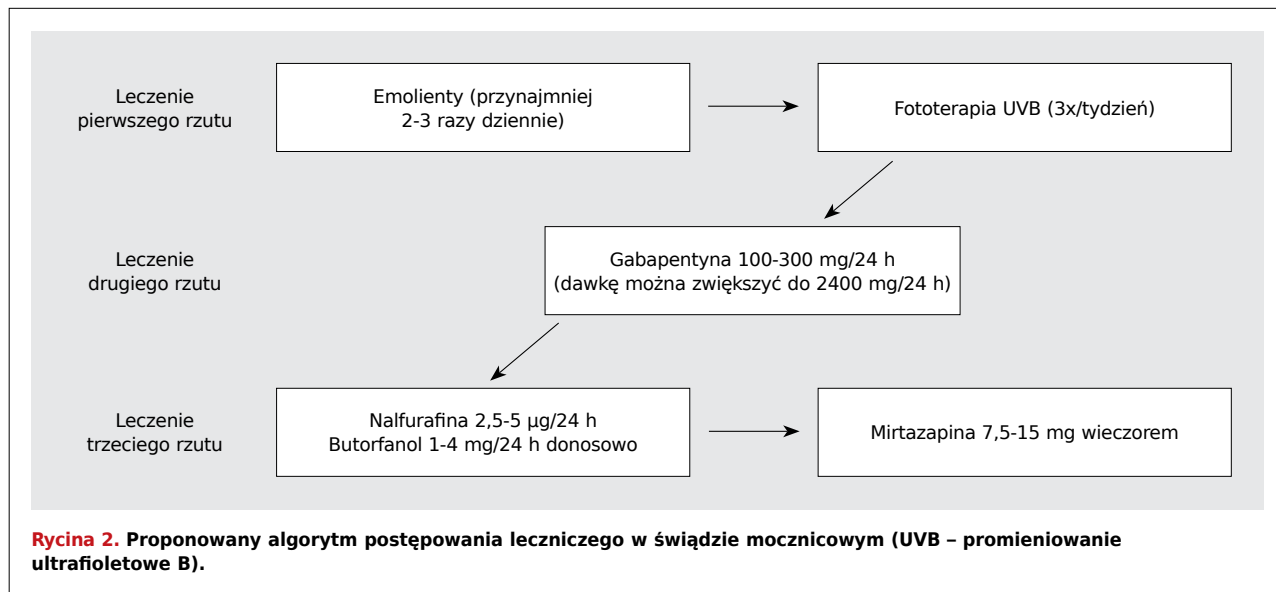 Leczenie
pierwszego rzutu
Emolienty (przynajmniej
2-3 razy dziennie)
Fototerapia UVB (3x/tydzień)
Leczenie
drugiego rzutu
Gabapentyna 100-300 mg/24 h
(dawkę można zwiększyć do 2400 mg/24 h)
Leczenie
trzeciego rzutu
Nalfurafina 2,5-5 µg/24 h
Butorfanol 1-4 mg/24 h donosowo
Mirtazapina 7,5-15 mg wieczorem
Rycina 2. Proponowany algorytm postępowania leczniczego w świądzie mocznicowym (UVB – promieniowanie
ultrafioletowe B).